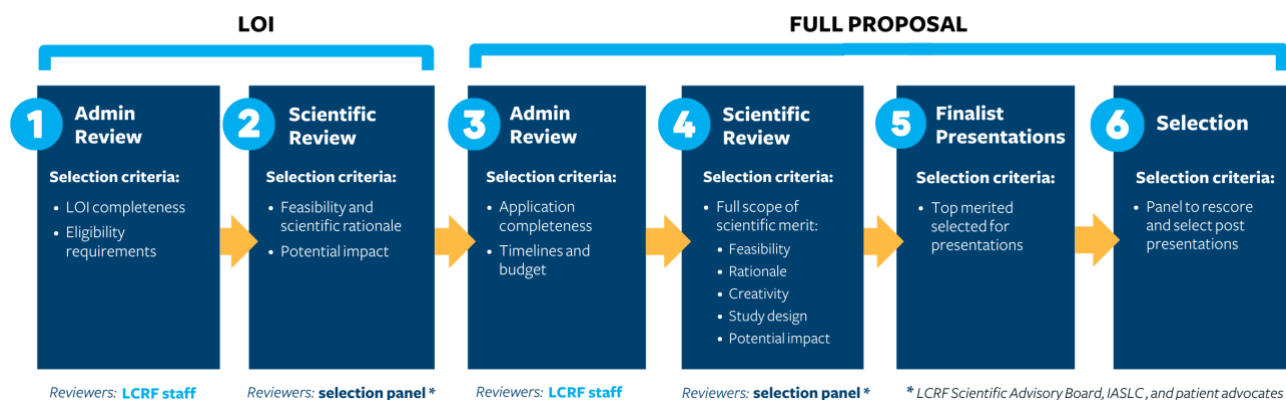 LOI
FULL PROPOSAL
1
Admin
Review
Selection criteria:
• LOI completeness
• Eligibility
requirements
Reviewers: LCRF staff
2
Scientific
Review
Selection criteria:
• Feasibility and
scientific rationale
• Potential impact
Reviewers: selection panel *
3
Admin
Review
Selection criteria:
• Application
completeness
• Timelines and
budget
Reviewers: LCRF staff
4
Scientific
Review
Selection criteria:
• Full scope of
scientific merit:
• Feasibility
• Rationale
• Creativity
• Study design
• Potential impact
Reviewers: selection panel *
5
Finalist
Presentations
Selection criteria:
• Top merited
selected for
presentations
6
Selection
Selection criteria:
• Panel to rescore
and select post
presentations
* LCRF Scientific Advisory Board, IASLC, and patient advocates